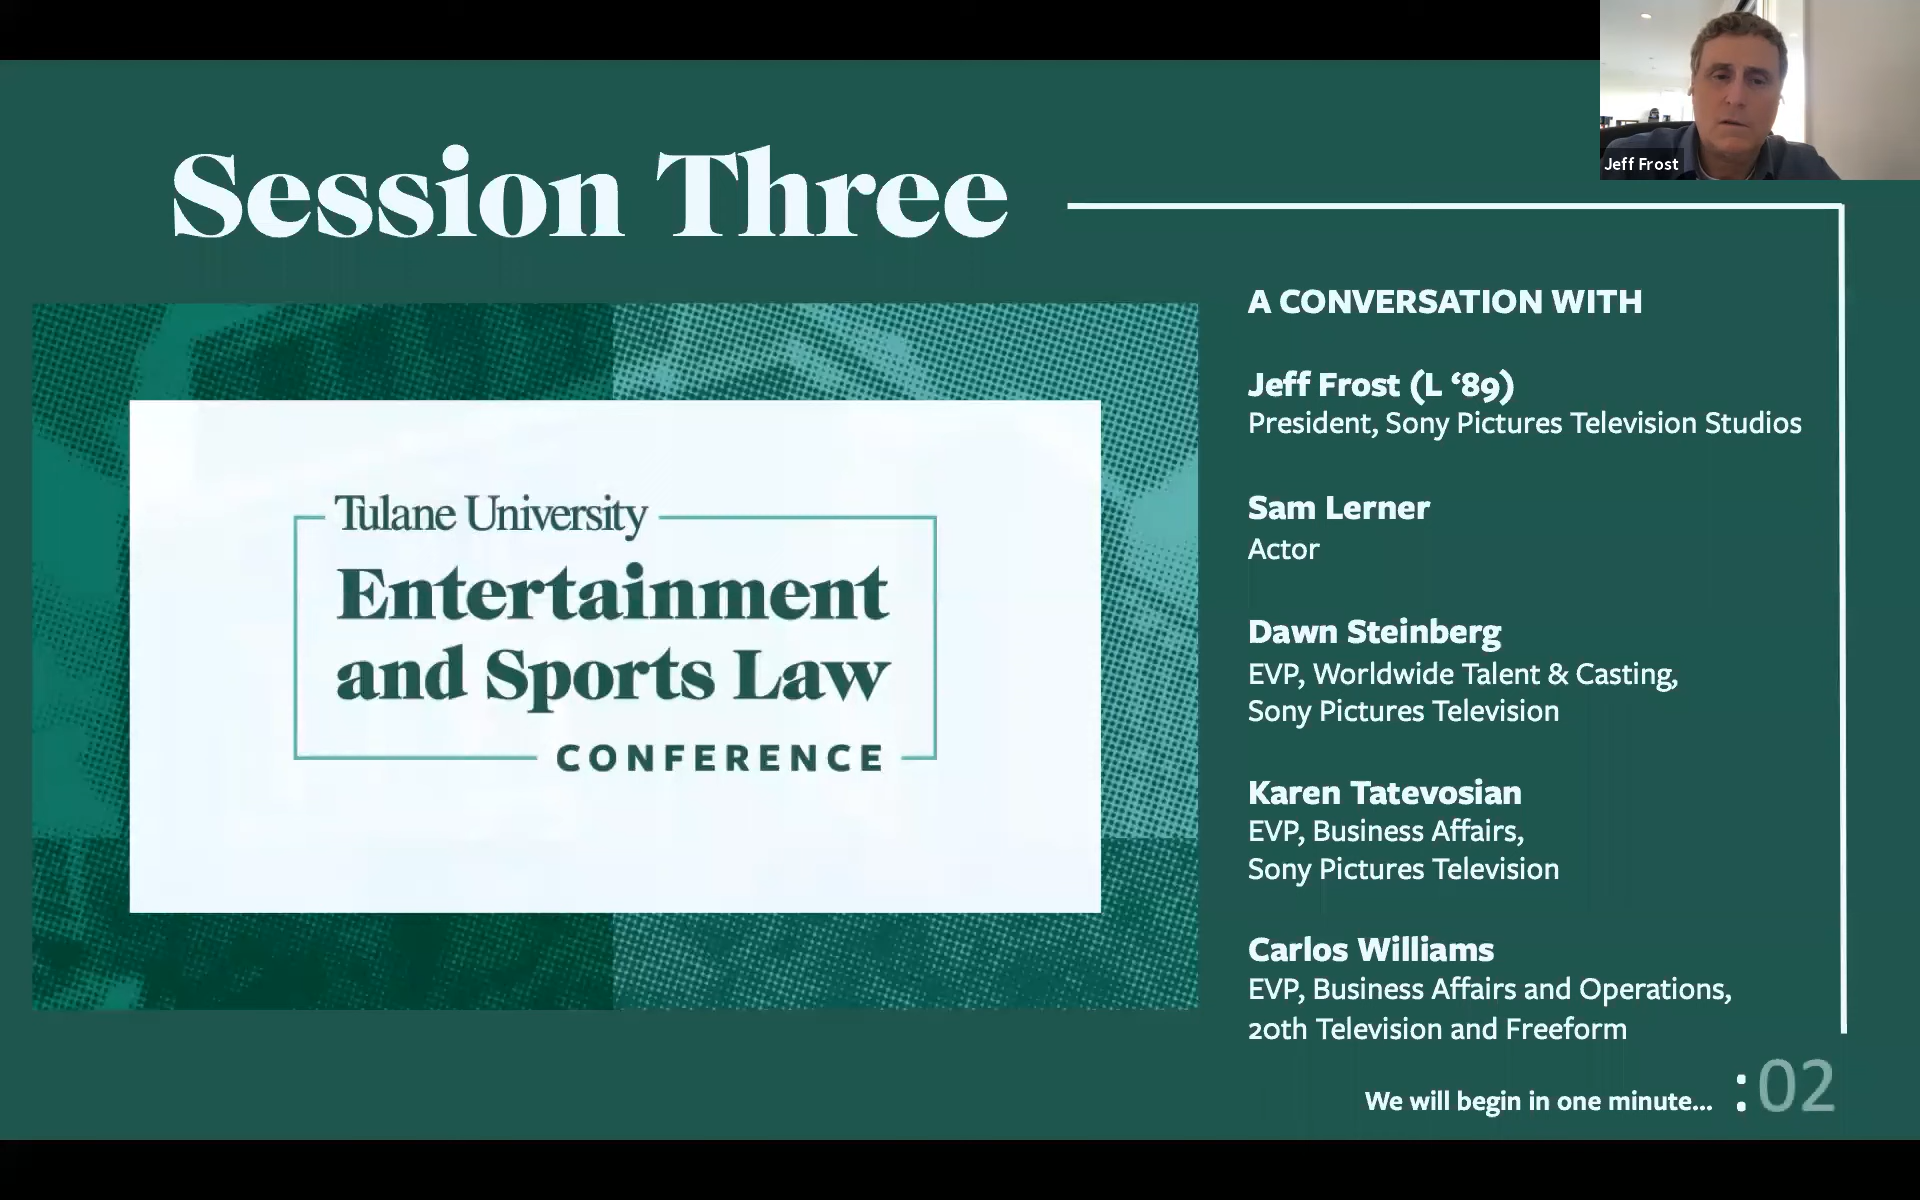 Jeff Frost
Session Three
Tulane University
Entertainment
and Sports Law
CONFERENCE
A CONVERSATION WITH
Jeff Frost (L ‘89)
President, Sony Pictures Television Studios
Sam Lerner
Actor
Dawn Steinberg
EVP, Worldwide Talent & Casting,
Sony Pictures Television
Karen Tatevosian
EVP, Business Affairs,
Sony Pictures Television
Carlos Williams
EVP, Business Affairs and Operations,
20th Television and Freeform
We will begin in one minute... :02